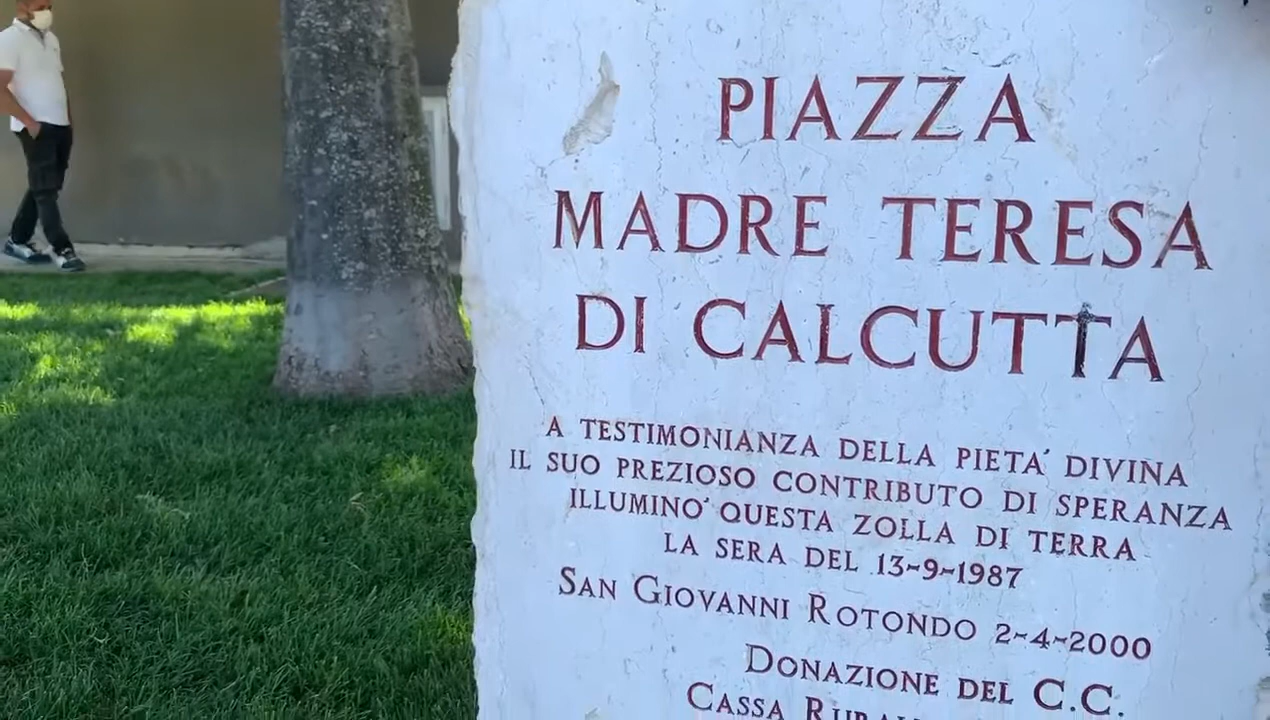 PIAZZA
MADRE TERESA
DI CALCUTTA
A TESTIMONIANZA DELLA PIETA' DIVINA
IL SUO PREZIOSO CONTRIBUTO DI SPERANZA
ILLUMINO' QUESTA ZOLLA DI TERRA
LA SERA DEL 13-9-1987
SAN GIOVANNI ROTONDO 2-4-2000
DONAZIONE DEL C.C.
CASSA